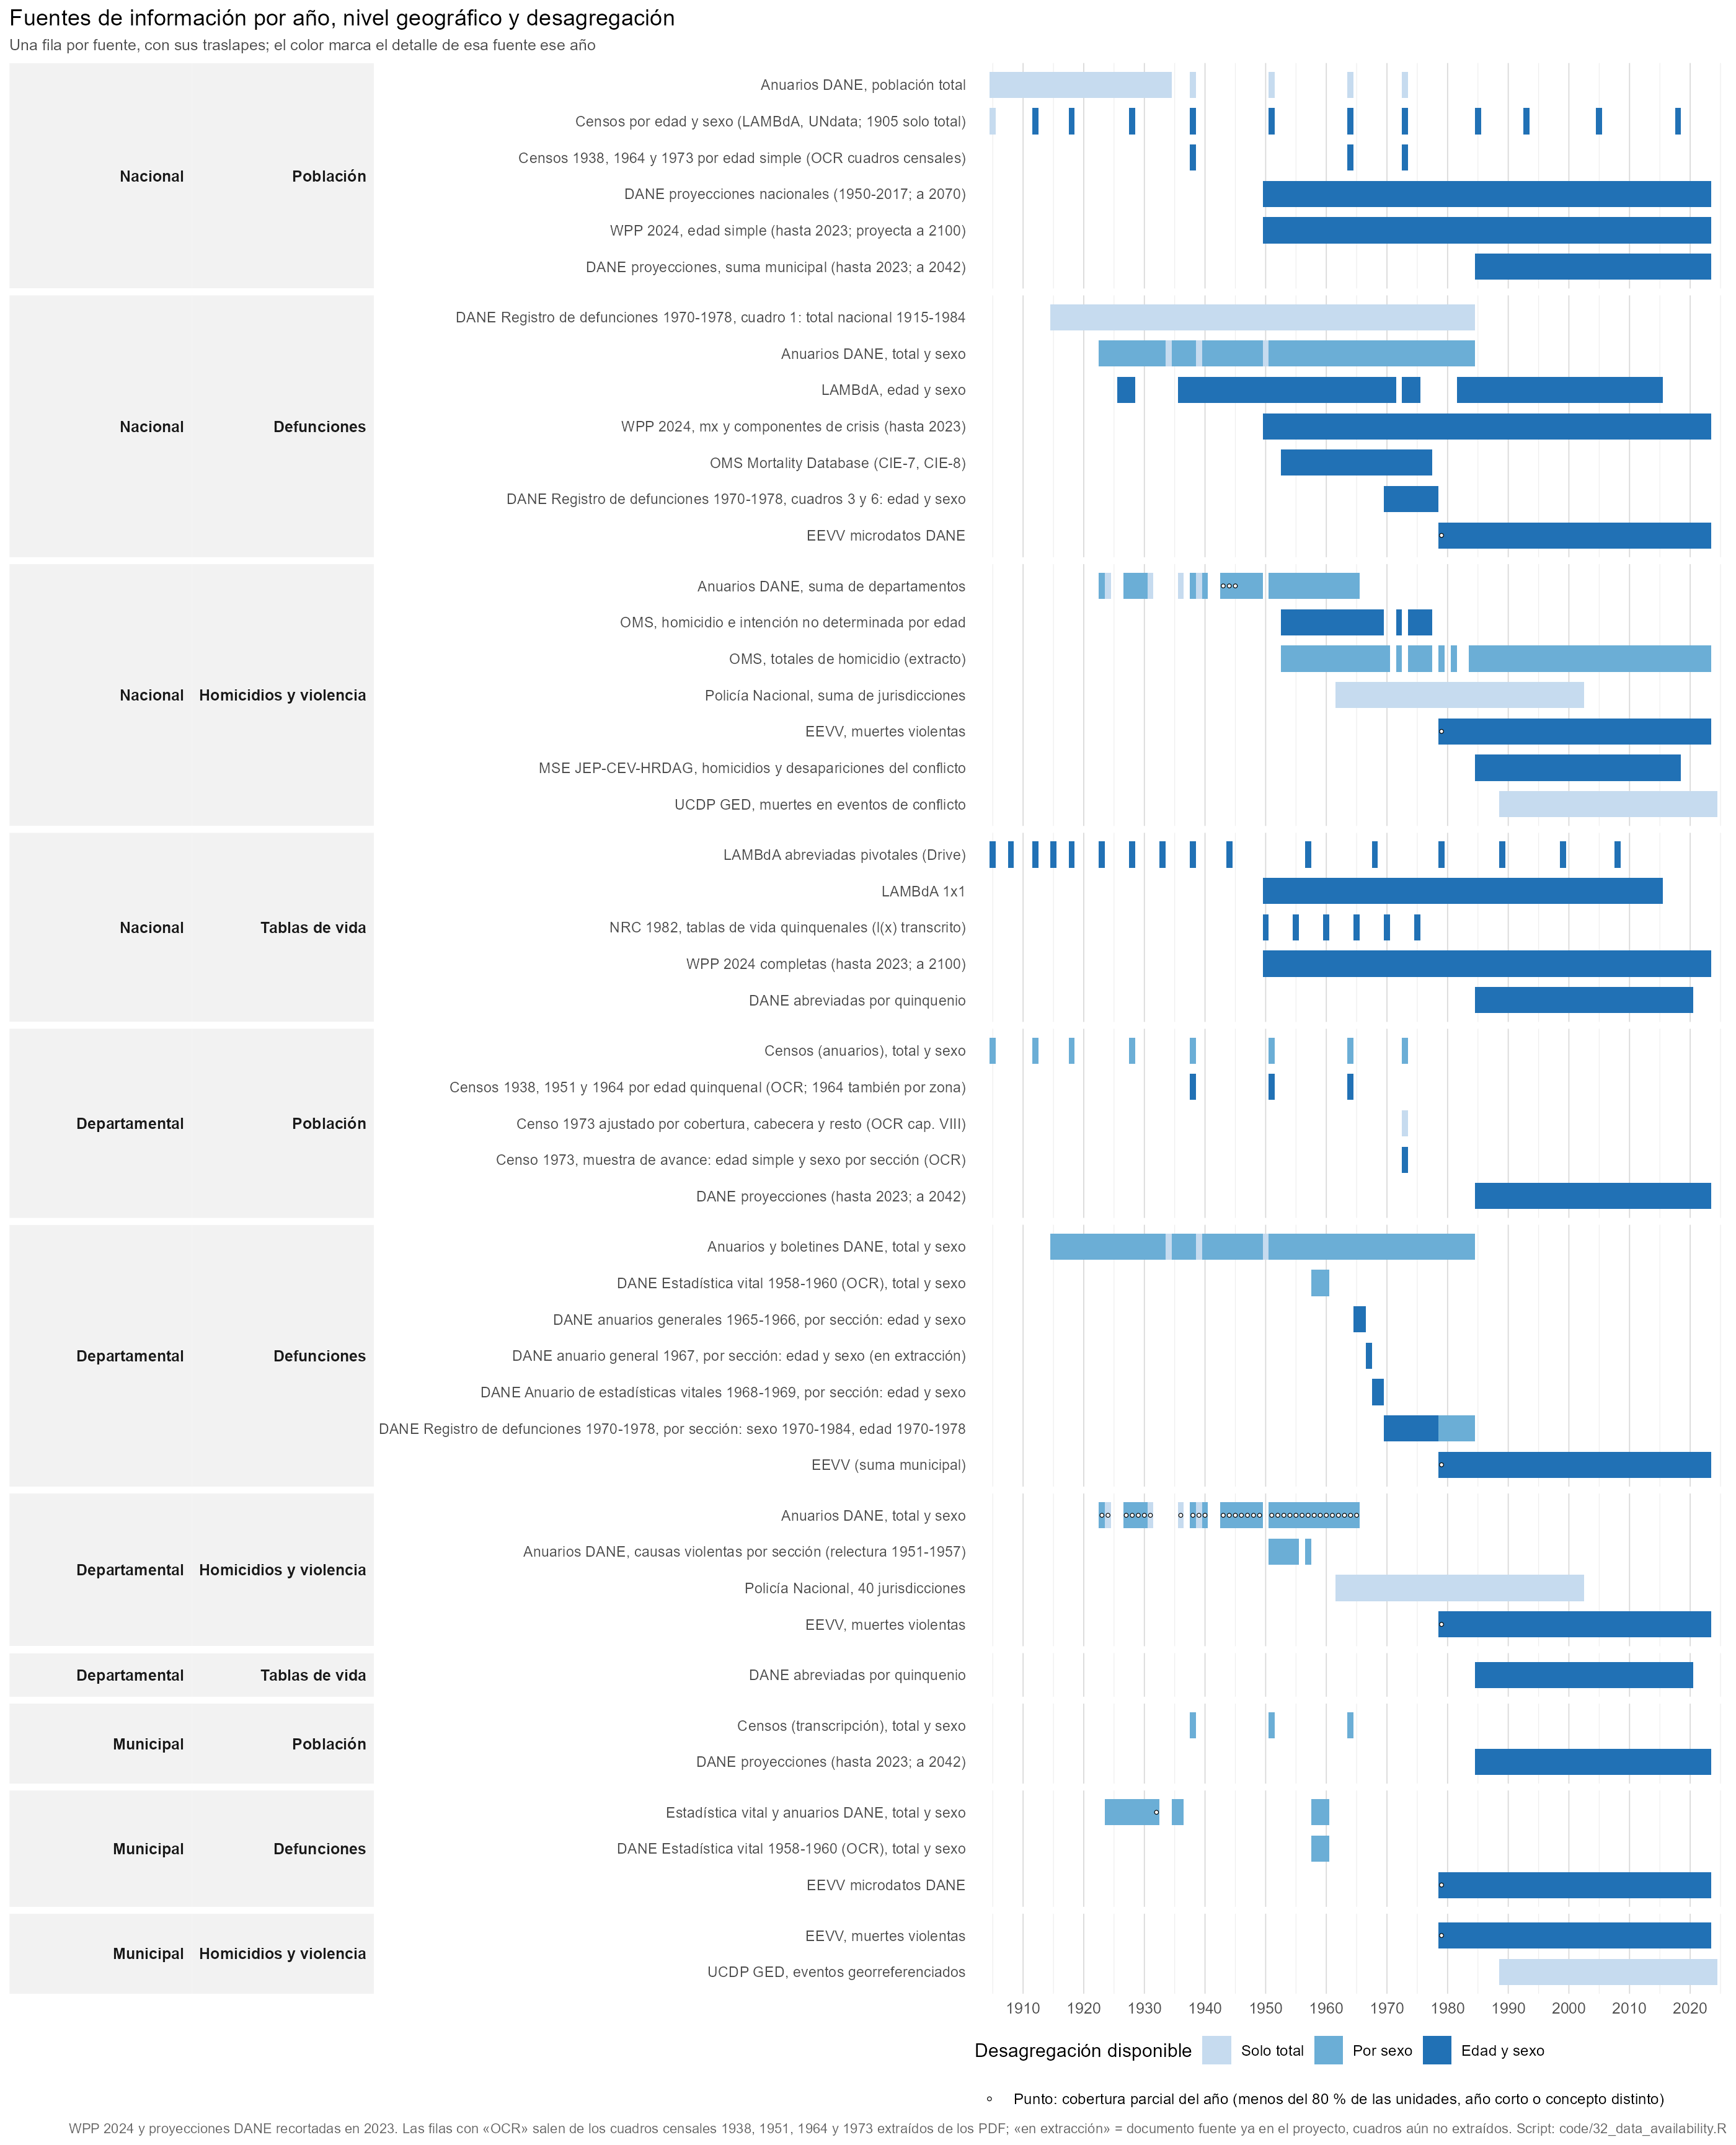 Fuentes de información por año, nivel geográfico y desagregación
Una fila por fuente, con sus traslapes; el color marca el detalle de esa fuente ese año
Nacional Población
Anuarios DANE, población total
Censos por edad y sexo (LAMBdA, UNdata; 1905 solo total)
Censos 1938, 1964 y 1973 por edad simple (OCR cuadros censales)
DANE proyecciones nacionales (1950-2017; a 2070)
WPP 2024, edad simple (hasta 2023; proyecta a 2100)
DANE proyecciones, suma municipal (hasta 2023; a 2042)
Nacional Defunciones
DANE Registro de defunciones 1970-1978, cuadro 1: total nacional 1915-1984
Anuarios DANE, total y sexo
LAMBdA, edad y sexo
WPP 2024, mx y componentes de crisis (hasta 2023)
OMS Mortality Database (CIE-7, CIE-8)
DANE Registro de defunciones 1970-1978, cuadros 3 y 6: edad y sexo
EEVV microdatos DANE
Nacional Homicidios y violencia
Anuarios DANE, suma de departamentos
OMS, homicidio e intención no determinada por edad
OMS, totales de homicidio (extracto)
Policía Nacional, suma de jurisdicciones
EEVV, muertes violentas
MSE JEP-CEV-HRDAG, homicidios y desapariciones del conflicto
UCDP GED, muertes en eventos de conflicto
Nacional Tablas de vida
LAMBdA abreviadas pivotales (Drive)
LAMBdA 1x1
NRC 1982, tablas de vida quinquenales (l(x) transcrito)
WPP 2024 completas (hasta 2023; a 2100)
DANE abreviadas por quinquenio
Departamental Población
Censos (anuarios), total y sexo
Censos 1938, 1951 y 1964 por edad quinquenal (OCR; 1964 también por zona)
Censo 1973 ajustado por cobertura, cabecera y resto (OCR cap. VIII)
Censo 1973, muestra de avance: edad simple y sexo por sección (OCR)
DANE proyecciones (hasta 2023; a 2042)
Departamental Defunciones
Anuarios y boletines DANE, total y sexo
DANE Estadística vital 1958-1960 (OCR), total y sexo
DANE anuarios generales 1965-1966, por sección: edad y sexo
DANE anuario general 1967, por sección: edad y sexo (en extracción)
DANE Anuario de estadísticas vitales 1968-1969, por sección: edad y sexo
DANE Registro de defunciones 1970-1978, por sección: sexo 1970-1984, edad 1970-1978
EEVV (suma municipal)
Departamental Homicidios y violencia
Anuarios DANE, total y sexo
Anuarios DANE, causas violentas por sección (relectura 1951-1957)
Policía Nacional, 40 jurisdicciones
EEVV, muertes violentas
Departamental Tablas de vida
DANE abreviadas por quinquenio
Municipal Población
Censos (transcripción), total y sexo
DANE proyecciones (hasta 2023; a 2042)
Municipal Defunciones
Estadística vital y anuarios DANE, total y sexo
DANE Estadística vital 1958-1960 (OCR), total y sexo
EEVV microdatos DANE
Municipal Homicidios y violencia
EEVV, muertes violentas
UCDP GED, eventos georreferenciados
1910 1920 1930 1940 1950 1960 1970 1980 1990 2000 2010 2020
Desagregación disponible Solo total Por sexo Edad y sexo
Punto: cobertura parcial del año (menos del 80 % de las unidades, año corto o concepto distinto)
WPP 2024 y proyecciones DANE recortadas en 2023. Las filas con «OCR» salen de los cuadros censales 1938, 1951, 1964 y 1973 extraídos de los PDF; «en extracción» = documento fuente ya en el proyecto, cuadros aún no extraídos. Script: code/32_data_availability.R